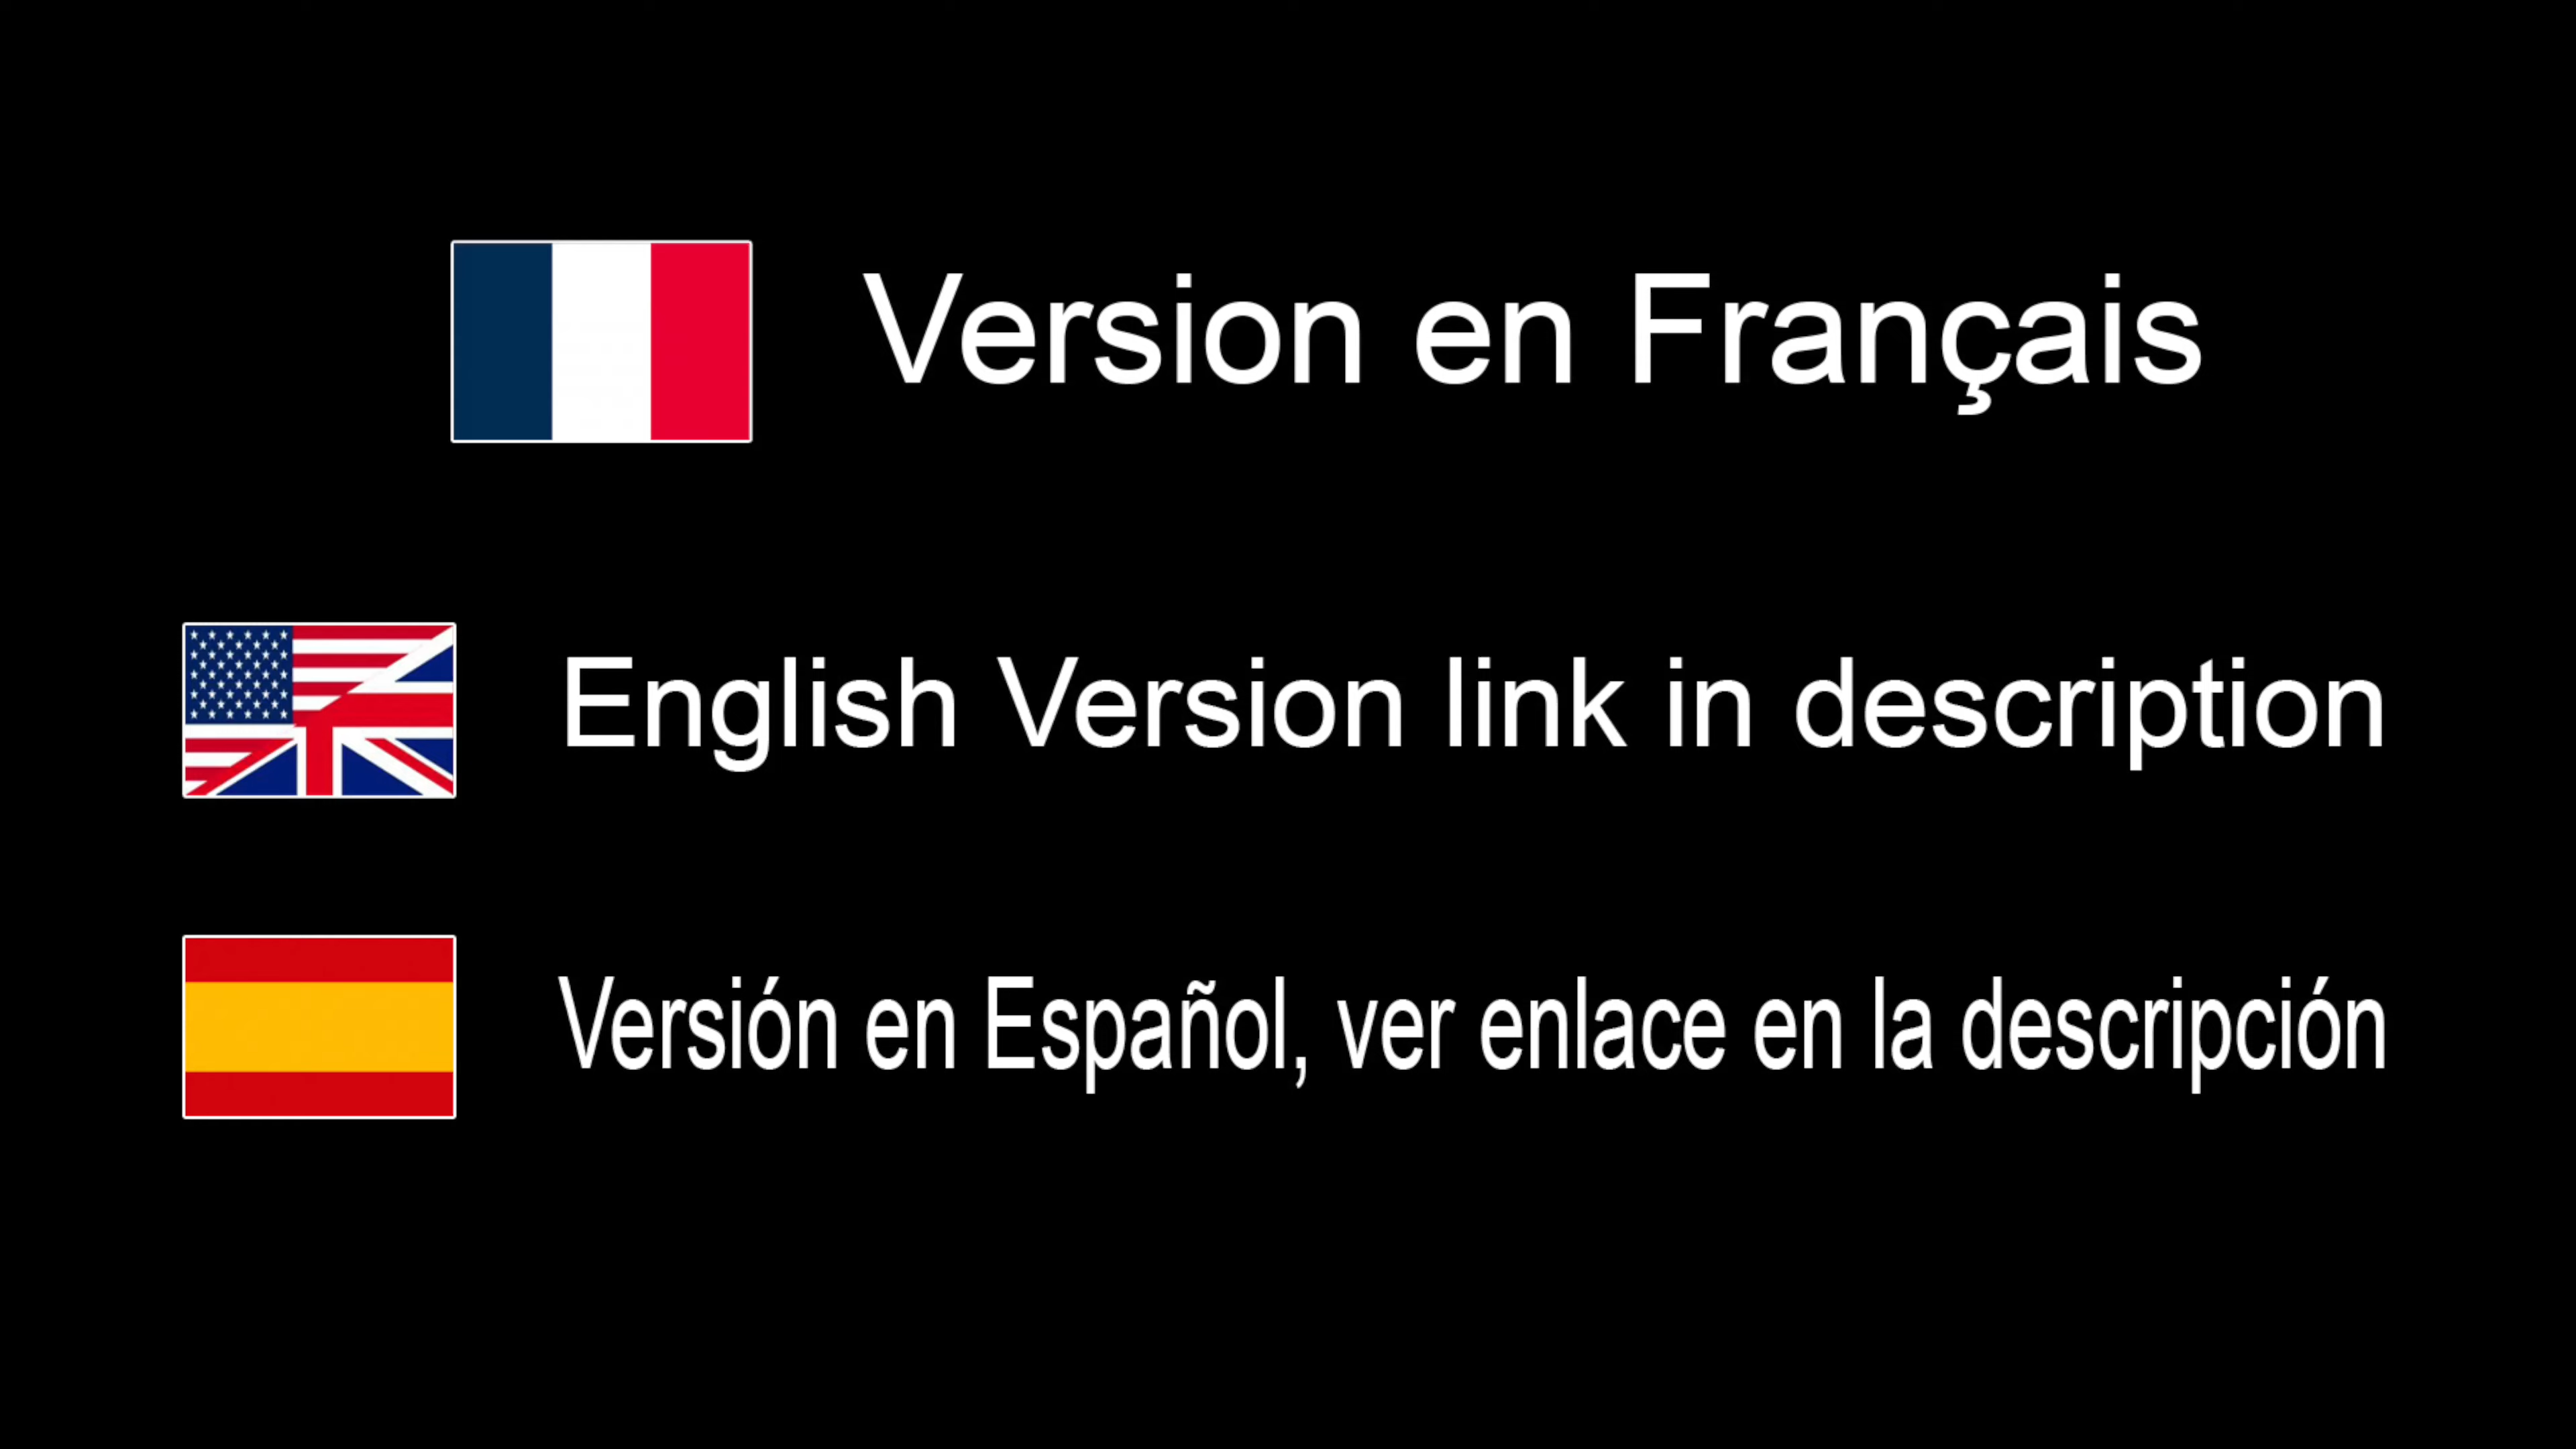 Version en Français
English Version link in description
Versión en Español, ver enlace en la descripción